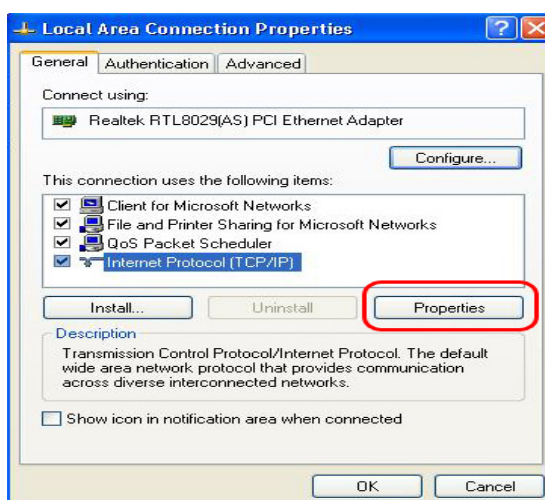 Local Area Connection Properties
General Authentication Advanced
Connect using:
Realtek RTL8029(AS) PCI Ethernet Adapter
Configure...
This connection uses the following items:
Client for Microsoft Networks
File and Printer Sharing for Microsoft Networks
QoS Packet Scheduler
Internet Protocol (TCP/IP)
Install... Uninstall Properties
Description
Transmission Control Protocol/Internet Protocol. The default
wide area network protocol that provides communication
across diverse interconnected networks.
Show icon in notification area when connected
OK Cancel